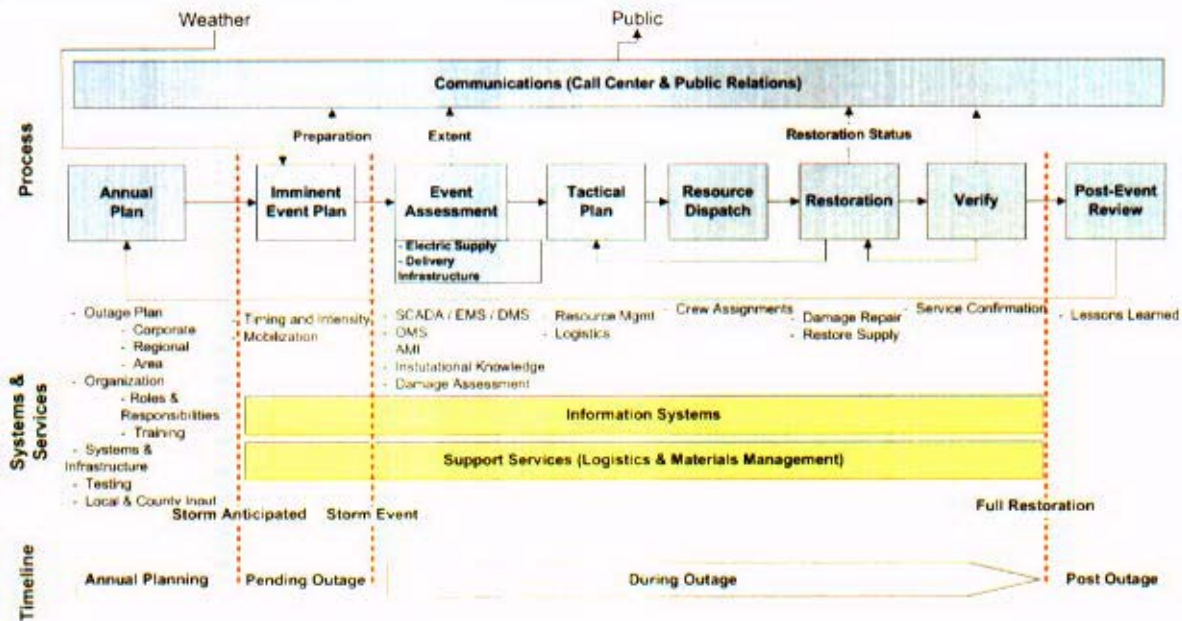 Weather
Public
Communications (Call Center & Public Relations)
Preparation
Extent
Restoration Status
Process
Annual
Plan
Imminent
Event Plan
Event
Assessment
Tactical
Plan
Resource
Dispatch
Restoration
Verify
Post-Event
Review
- Electric Supply
- Delivery
Infrastructure
- Outage Plan
- Corporate
- Regional
- Area
- Organization
- Roles &
Responsibilities
- Training
- Systems &
Infrastructure
- Testing
- Local & County Input
- Timing and Intensity
- Mobilization
- SCADA / EMS / DMS
- OMS
AMI
- Instutational Knowledge
- Damage Assessment
- Resource Mgmt
- Logistics
- Crew Assignments
- Damage Repair
- Restore Supply
- Service Confirmation
- Lessons Learned
Systems &
Services
Information Systems
Support Services (Logistics & Materials Management)
Storm Anticipated
Storm Event
Full Restoration
Timeline
Annual Planning
Pending Outage
During Outage
Post Outage